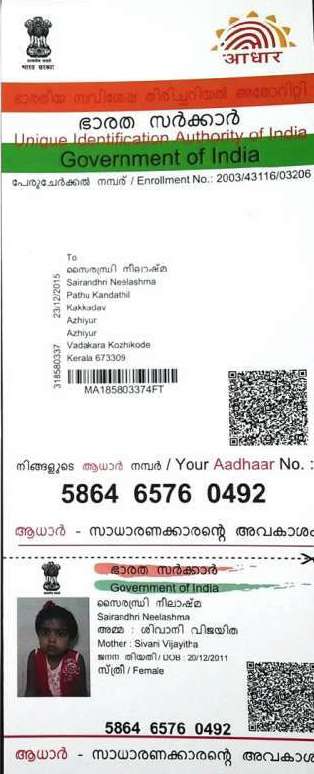 भारत सरकार
आधार
ഭാരതീയ സവിശേഷ തിരിച്ചറിയൽ അതോറിറ്റി
ഭാരത സർക്കാർ
Unique Identification Authority of India
Government of India
പേരുചേർക്കൽ നമ്പര് / Enrollment No.: 2003/43116/03206
To
സൈരന്ധ്രി നീലാഷ്മ
Sairandhri Neelashma
Pathu Kandathil
Kakkadav
Azhiyur
Azhiyur
Vadakara Kozhikode
Kerala 673309
23/12/2015
318580337
MA185803374FT
നിങ്ങളുടെ ആധാർ നമ്പർ / Your Aadhaar No. :
5864 6576 0492
ആധാർ - സാധാരണക്കാരന്റെ അവകാശം
ഭാരത സർക്കാർ
Government of India
സൈരന്ധ്രി നീലാഷ്മ
Sairandhri Neelashma
അമ്മ : ശിവാനി വിജയിത
Mother : Sivani Vijayitha
ജനന തിയതി / DOB : 20/12/2011
സ്ത്രീ / Female
5864 6576 0492
ആധാർ - സാധാരണക്കാരന്റെ അവകാശ